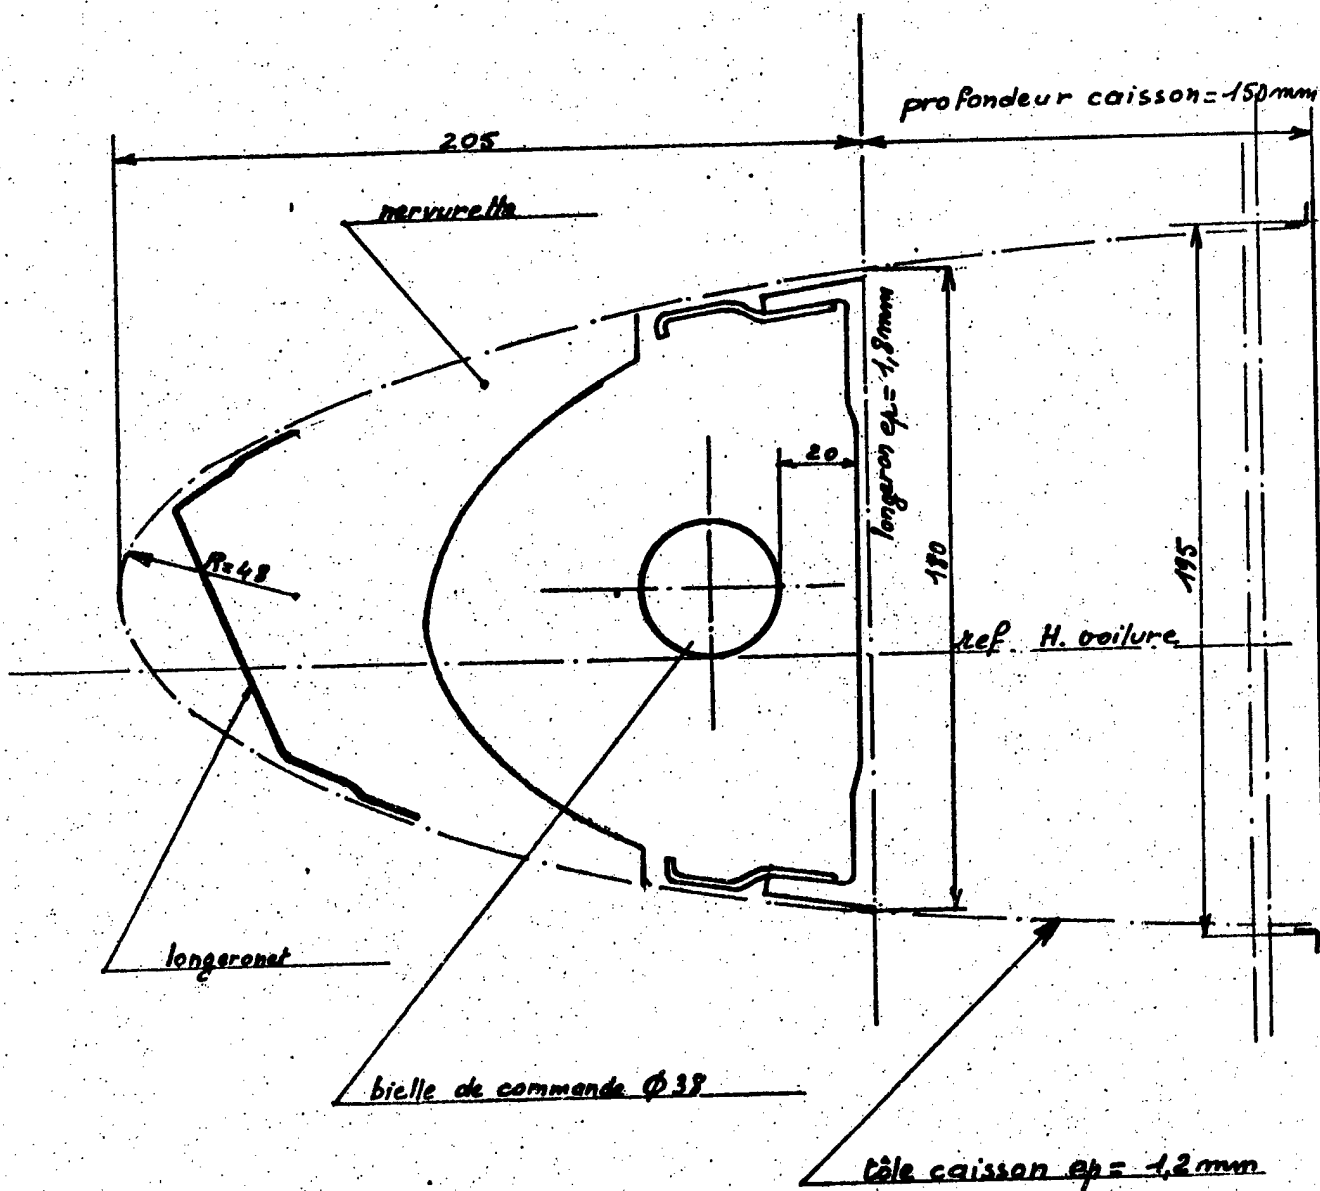 profondeur caisson=150mm
205
nervurette
longeron ep=1,8mm
20
R=48
180
195
ref. H. voilure
longeronet
bielle de commande Ø38
tôle caisson ep= 1,2mm